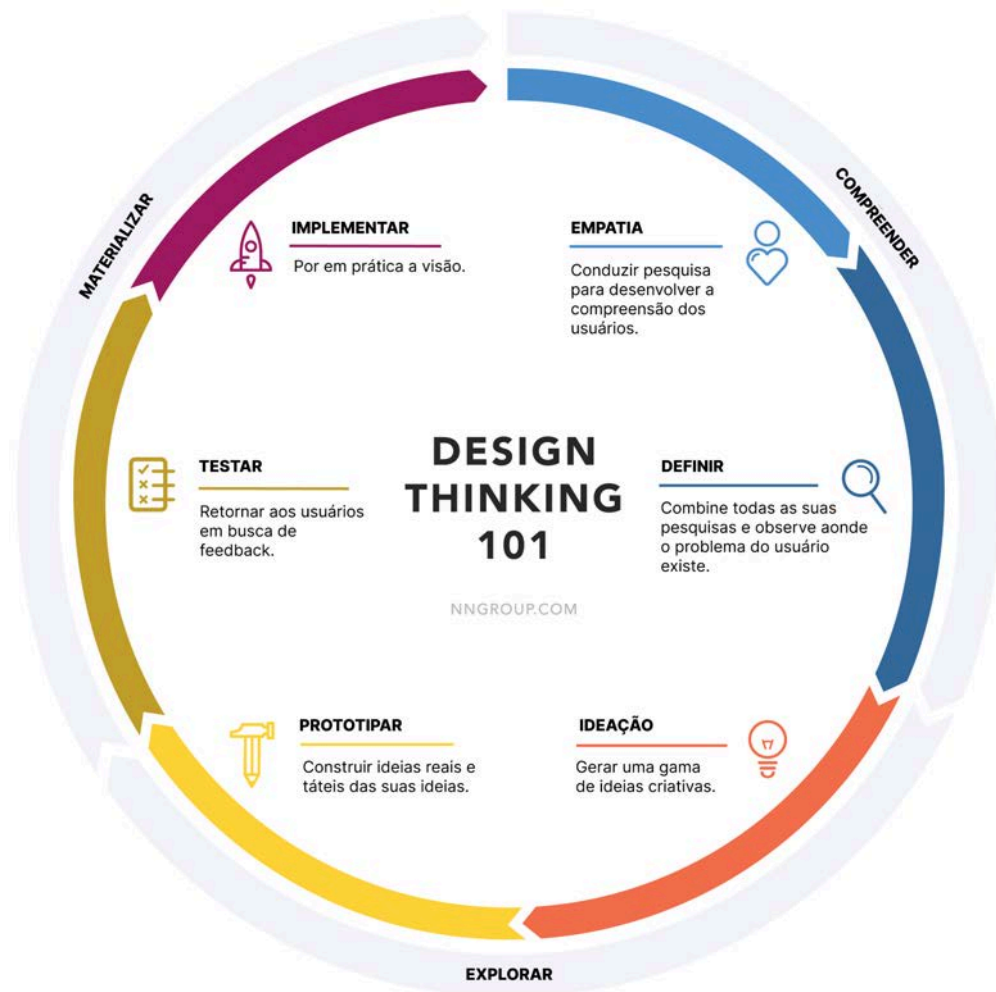 COMPREENDER
EMPATIA
Conduzir pesquisa
para desenvolver a
compreensão dos
usuários.
DEFINIR
Combine todas as suas
pesquisas e observe aonde
o problema do usuário
existe.
EXPLORAR
IDEAÇÃO
Gerar uma gama
de ideias criativas.
PROTOTIPAR
Construir ideias reais e
táteis das suas ideias.
MATERIALIZAR
TESTAR
Retornar aos usuários
em busca de
feedback.
IMPLEMENTAR
Por em prática a visão.
DESIGN
THINKING
101
NNGROUP.COM